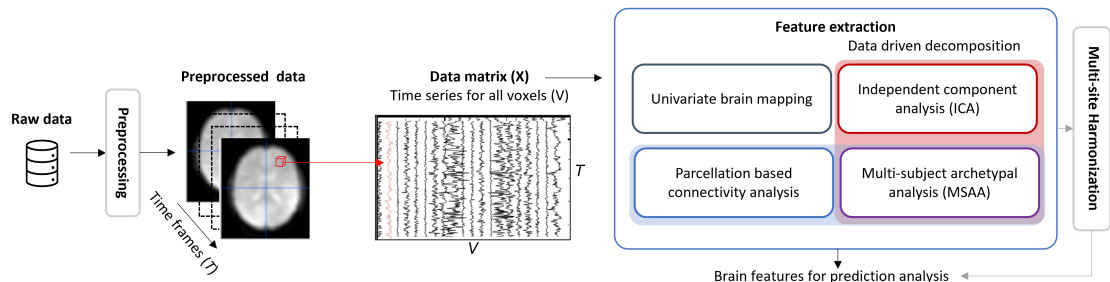 Raw data
Preprocessing
Preprocessed data
Time frames (T)
Data matrix (X)
Time series for all voxels (V)
T
V
Feature extraction
Data driven decomposition
Univariate brain mapping
Independent component
analysis (ICA)
Parcellation based
connectivity analysis
Multi-subject archetypal
analysis (MSAA)
Multi-site Harmonization
Brain features for prediction analysis